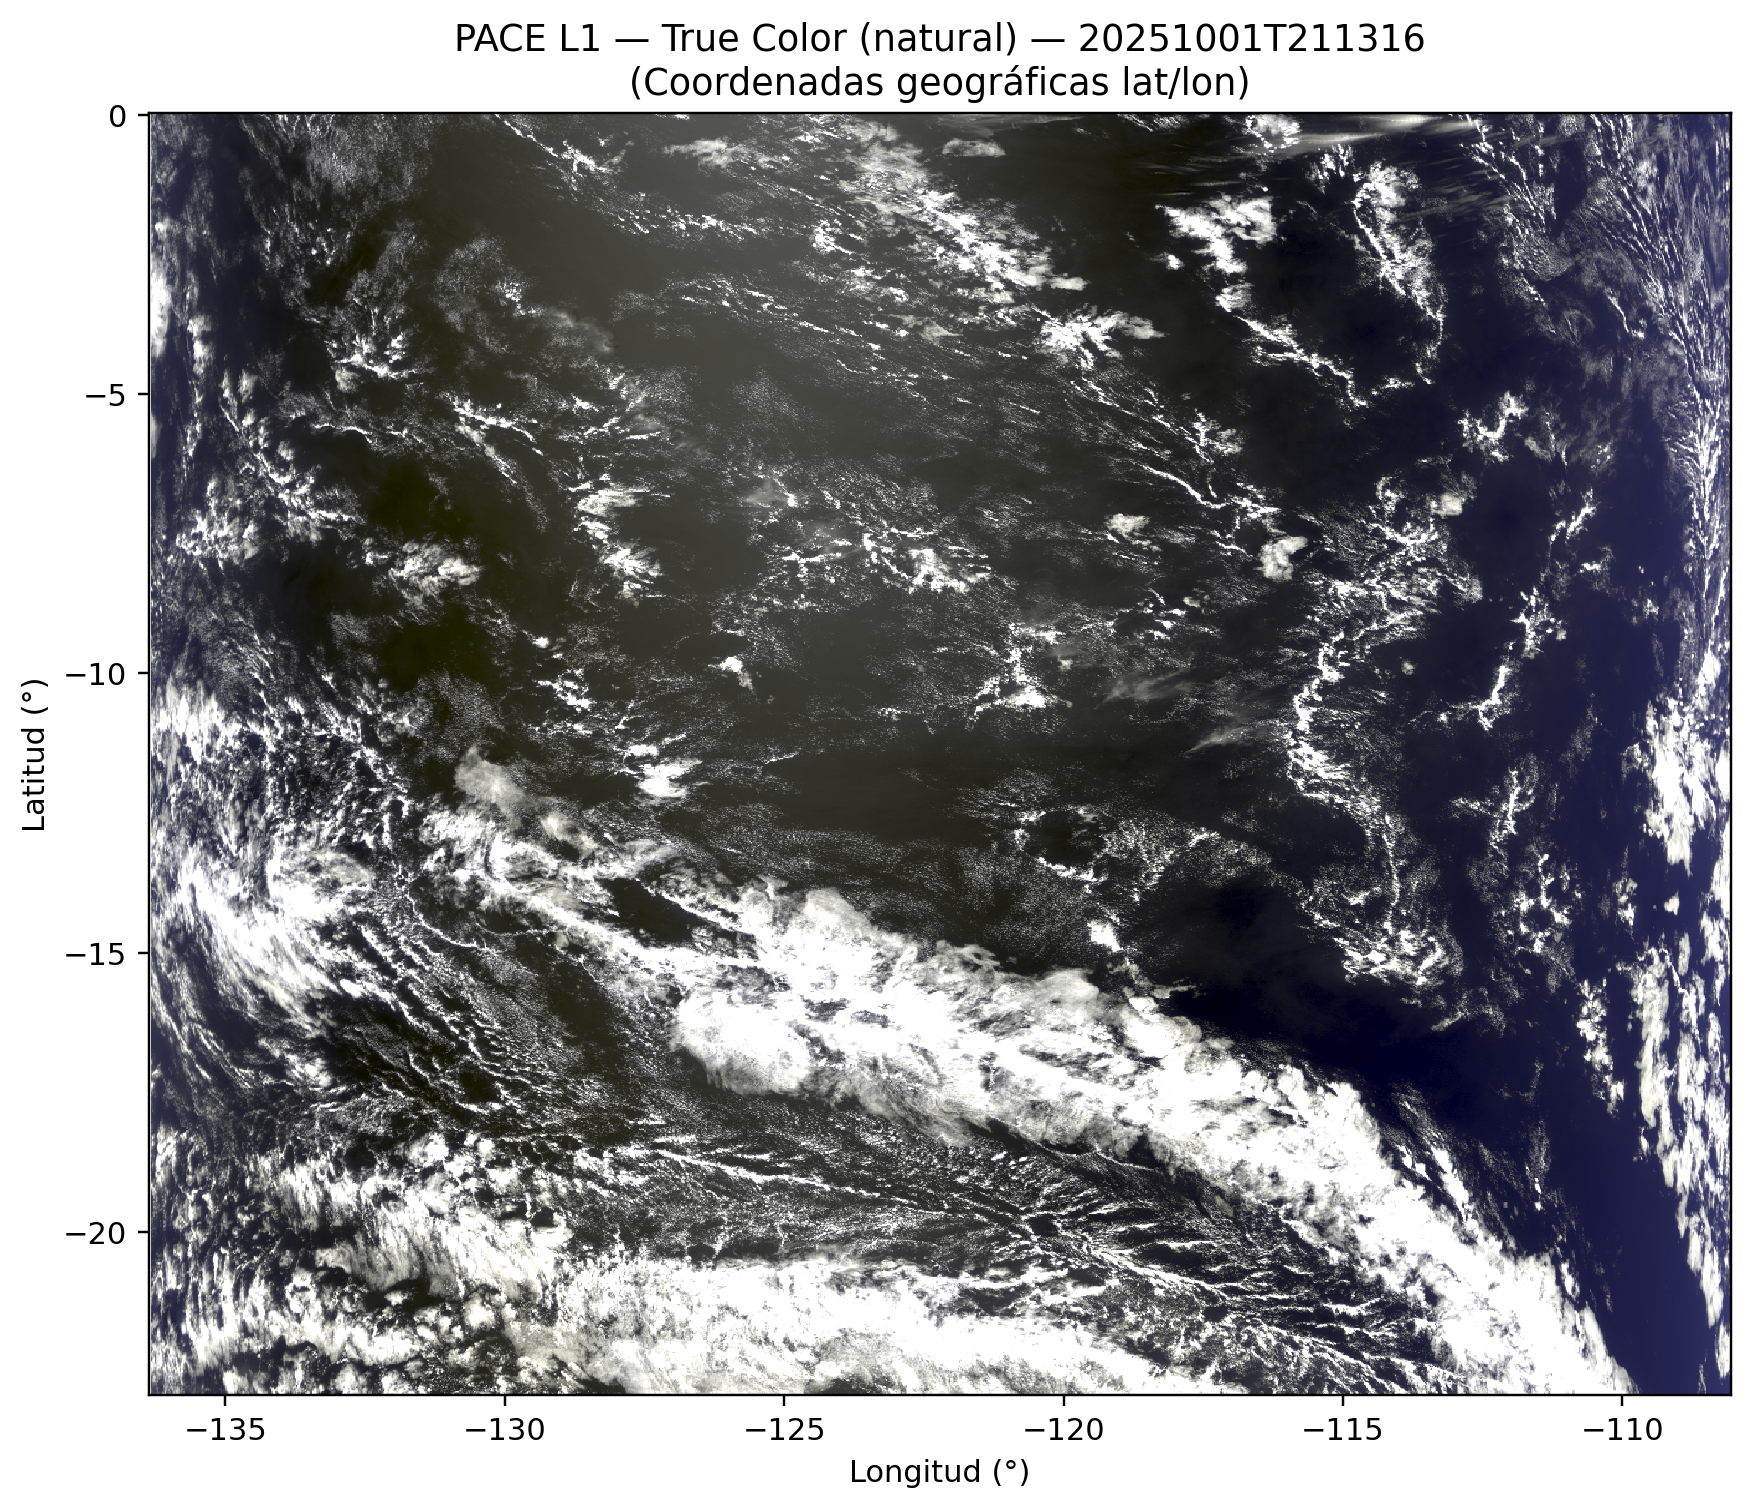 PACE L1 — True Color (natural) — 20251001T211316
(Coordenadas geográficas lat/lon)
0
−5
−10
−15
−20
Latitud (°)
−135
−130
−125
−120
−115
−110
Longitud (°)